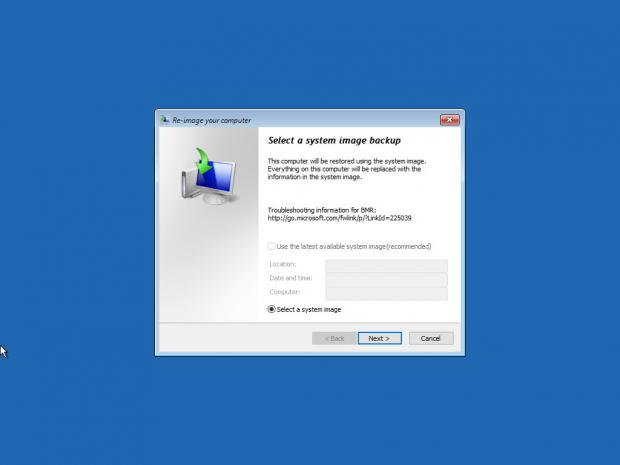 Re-image your computer
Select a system image backup
This computer will be restored using the system image.
Everything on this computer will be replaced with the
information in the system image.
Troubleshooting information for BMR:
http://go.microsoft.com/fwlink/p/?LinkId=225039
Use the latest available system image(recommended)
Location:
Date and time:
Computer:
Select a system image
< Back
Next >
Cancel